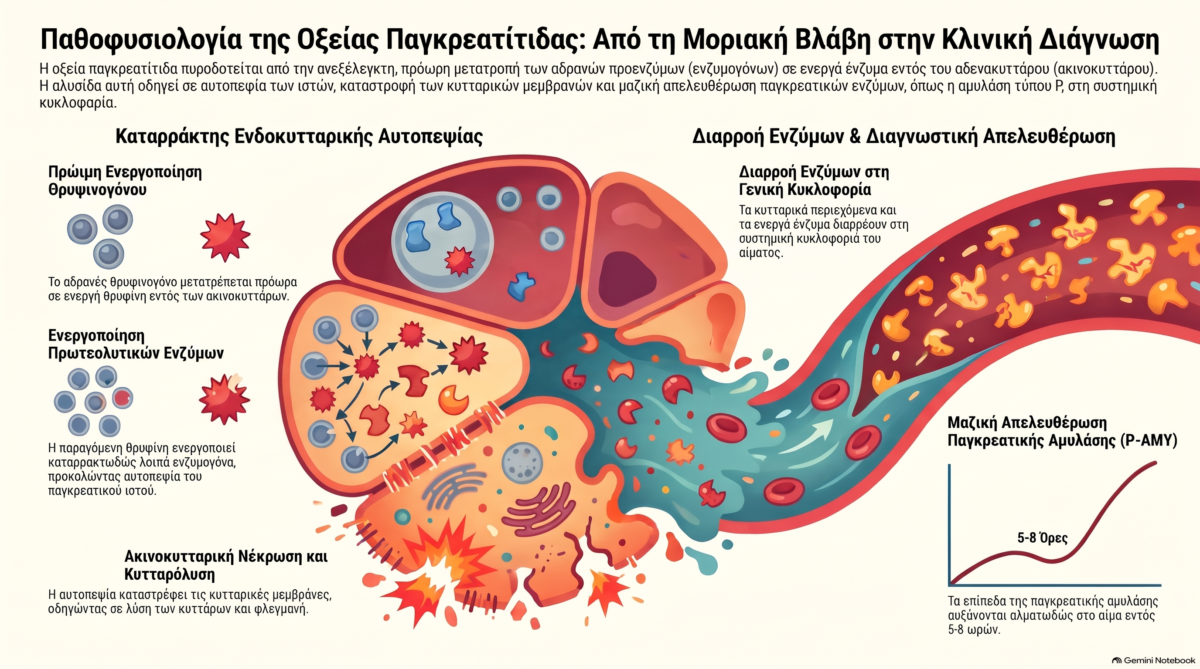 Παθοφυσιολογία της Οξείας Παγκρεατίτιδας: Από τη Μοριακή Βλάβη στην Κλινική Διάγνωση
Η οξεία παγκρεατίτιδα πυροδοτείται από την ανεξέλεγκτη, πρόωρη μετατροπή των αδρανών προενζύμων (ενζυμογόνων) σε ενεργά ένζυμα εντός του αδενακυττάρου (ακινοκυττάρου).
Η αλυσίδα αυτή οδηγεί σε αυτοπεψία των ιστών, καταστροφή των κυτταρικών μεμβρανών και μαζική απελευθέρωση παγκρεατικών ενζύμων, όπως η αμυλάση τύπου P, στη συστημική
κυκλοφορία.
Καταρράκτης Ενδοκυτταρικής Αυτοπεψίας
Πρώιμη Ενεργοποίηση
Θρυψινογόνου
Το αδρανές θρυφινογόνο μετατρέπεται πρόωρα
σε ενεργή θρυφίνη εντός των ακινοκυττάρων.
Ενεργοποίηση
Πρωτεολυτικών Ενζύμων
Η παραγόμενη θρυφίνη ενεργοποιεί
καταρρακτωδώς λοιπά ενζυμογόνα,
προκαλώντας αυτοπεψία του
παγκρεατικού ιστού.
Ακινοκυτταρική Νέκρωση και
Κυτταρόλυση
Η αυτοπεψία καταστρέφει τις κυτταρικές μεμβράνες,
οδηγώντας σε λύση των κυττάρων και φλεγμανή.
Διαρροή Ενζύμων & Διαγνωστική Απελευθέρωση
Διαρροή Ενζύμων στη
Γενική Κυκλοφορία
Τα κυτταρικά περιεχόμενα και
τα ενεργά ένζυμα διαρρέουν στη
συστημική κυκλοφοριά του
αίματος.
Μαζική Απελευθέρωση
Παγκρεατικής Αμυλάσης (P-AMY)
5-8 Ώρες
Τα επίπεδα της παγκρεατικής αμυλάσης
αυξάνονται αλματωδώς στο αίμα εντός
5-8 ωρών.
Gemini Notebook